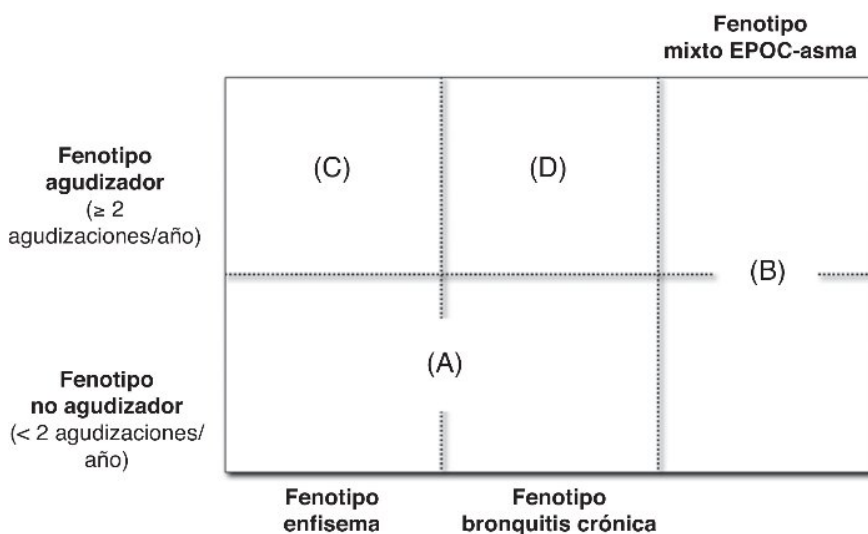 Fenotipo
mixto EPOC-asma
Fenotipo
agudizador
(≥ 2
agudizaciones/año)
(C)
(D)
(B)
Fenotipo
no agudizador
(< 2 agudizaciones/
año)
(A)
Fenotipo
enfisema
Fenotipo
bronquitis crónica